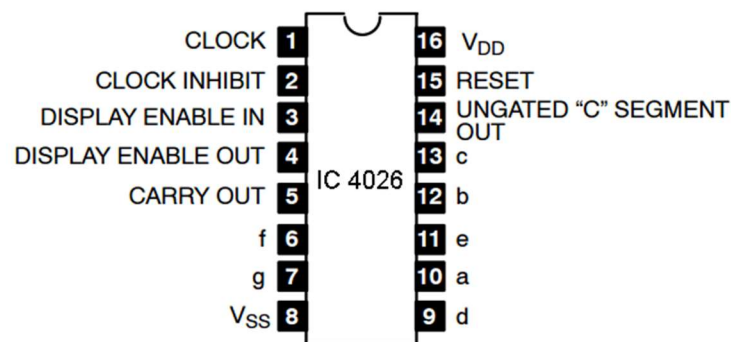 CLOCK 1 16 VDD
CLOCK INHIBIT 2 15 RESET
DISPLAY ENABLE IN 3 14 UNGATED “C” SEGMENT
OUT
DISPLAY ENABLE OUT 4 13 c
CARRY OUT 5 IC 4026 12 b
f 6 11 e
g 7 10 a
VSS 8 9 d